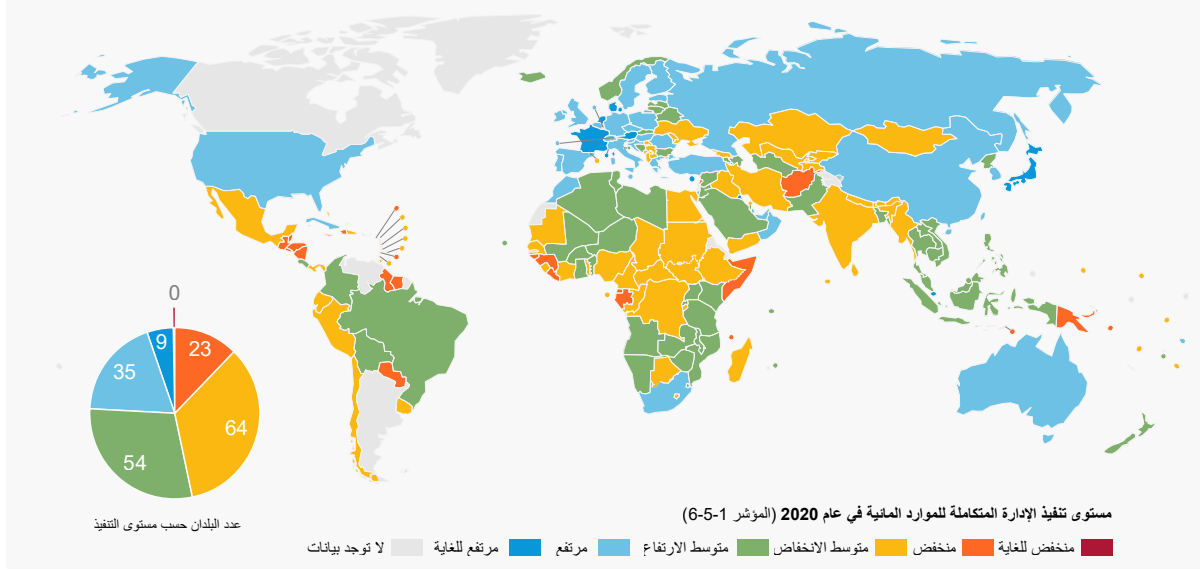 0
9
23
35
64
54
عدد البلدان حسب مستوى التنفيذ
مستوى تنفيذ الإدارة المتكاملة للموارد المائية في عام 2020 (المؤشر 1-5-6)
منخفض للغاية منخفض متوسط الانخفاض متوسط الارتفاع مرتفع مرتفع للغاية لا توجد بيانات